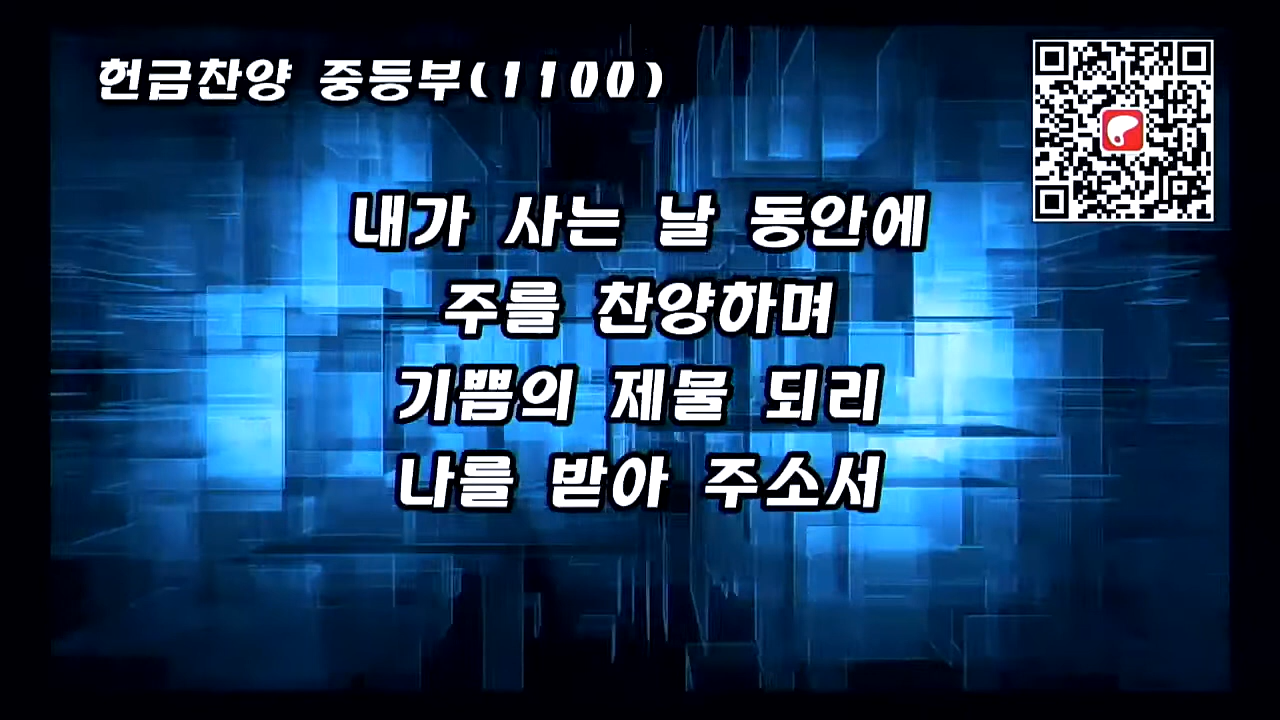 헌금찬양 중등부(1100)
내가 사는 날 동안에
주를 찬양하며
기쁨의 제물 되리
나를 받아 주소서